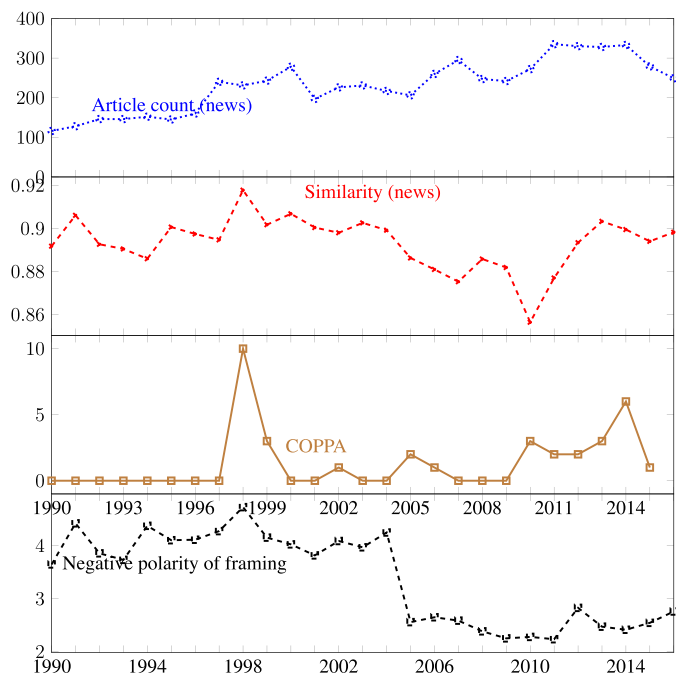 400
300
200
Article count (news)
100
0
0.92
Similarity (news)
0.9
0.88
0.86
10
5
COPPA
0
1990 1993 1996 1999 2002 2005 2008 2011 2014
4
Negative polarity of framing
3
2
1990 1994 1998 2002 2006 2010 2014